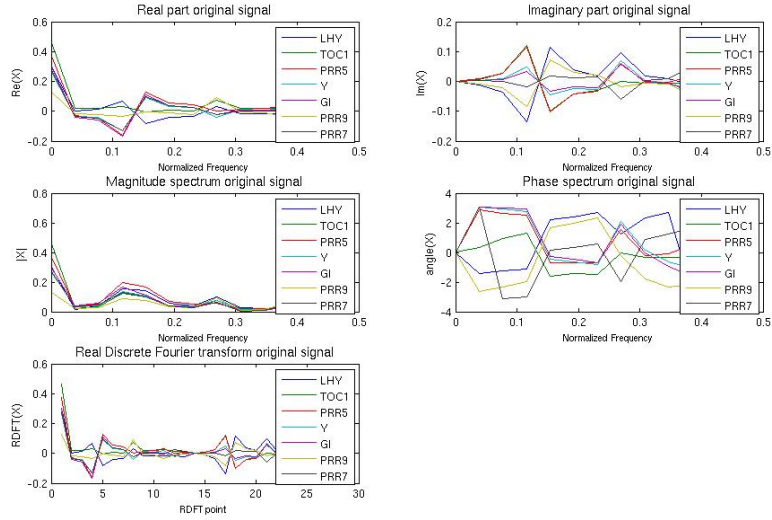 Real part original signal
Re(X)
0.6
0.4
0.2
0
-0.2
0
0.1
0.2
0.3
0.4
0.5
Normalized Frequency
LHY
TOC1
PRR5
Y
GI
PRR9
PRR7
Imaginary part original signal
Im(X)
0.2
0.1
0
-0.1
-0.2
0
0.1
0.2
0.3
0.4
0.5
Normalized Frequency
LHY
TOC1
PRR5
Y
GI
PRR9
PRR7
Magnitude spectrum original signal
|X|
0.8
0.6
0.4
0.2
0
0
0.1
0.2
0.3
0.4
0.5
Normalized Frequency
LHY
TOC1
PRR5
Y
GI
PRR9
PRR7
Phase spectrum original signal
angle(X)
4
2
0
-2
-4
0
0.1
0.2
0.3
0.4
0.5
Normalized Frequency
LHY
TOC1
PRR5
Y
GI
PRR9
PRR7
Real Discrete Fourier transform original signal
RDFT(X)
0.6
0.4
0.2
0
-0.2
0
5
10
15
20
25
30
RDFT point
LHY
TOC1
PRR5
Y
GI
PRR9
PRR7